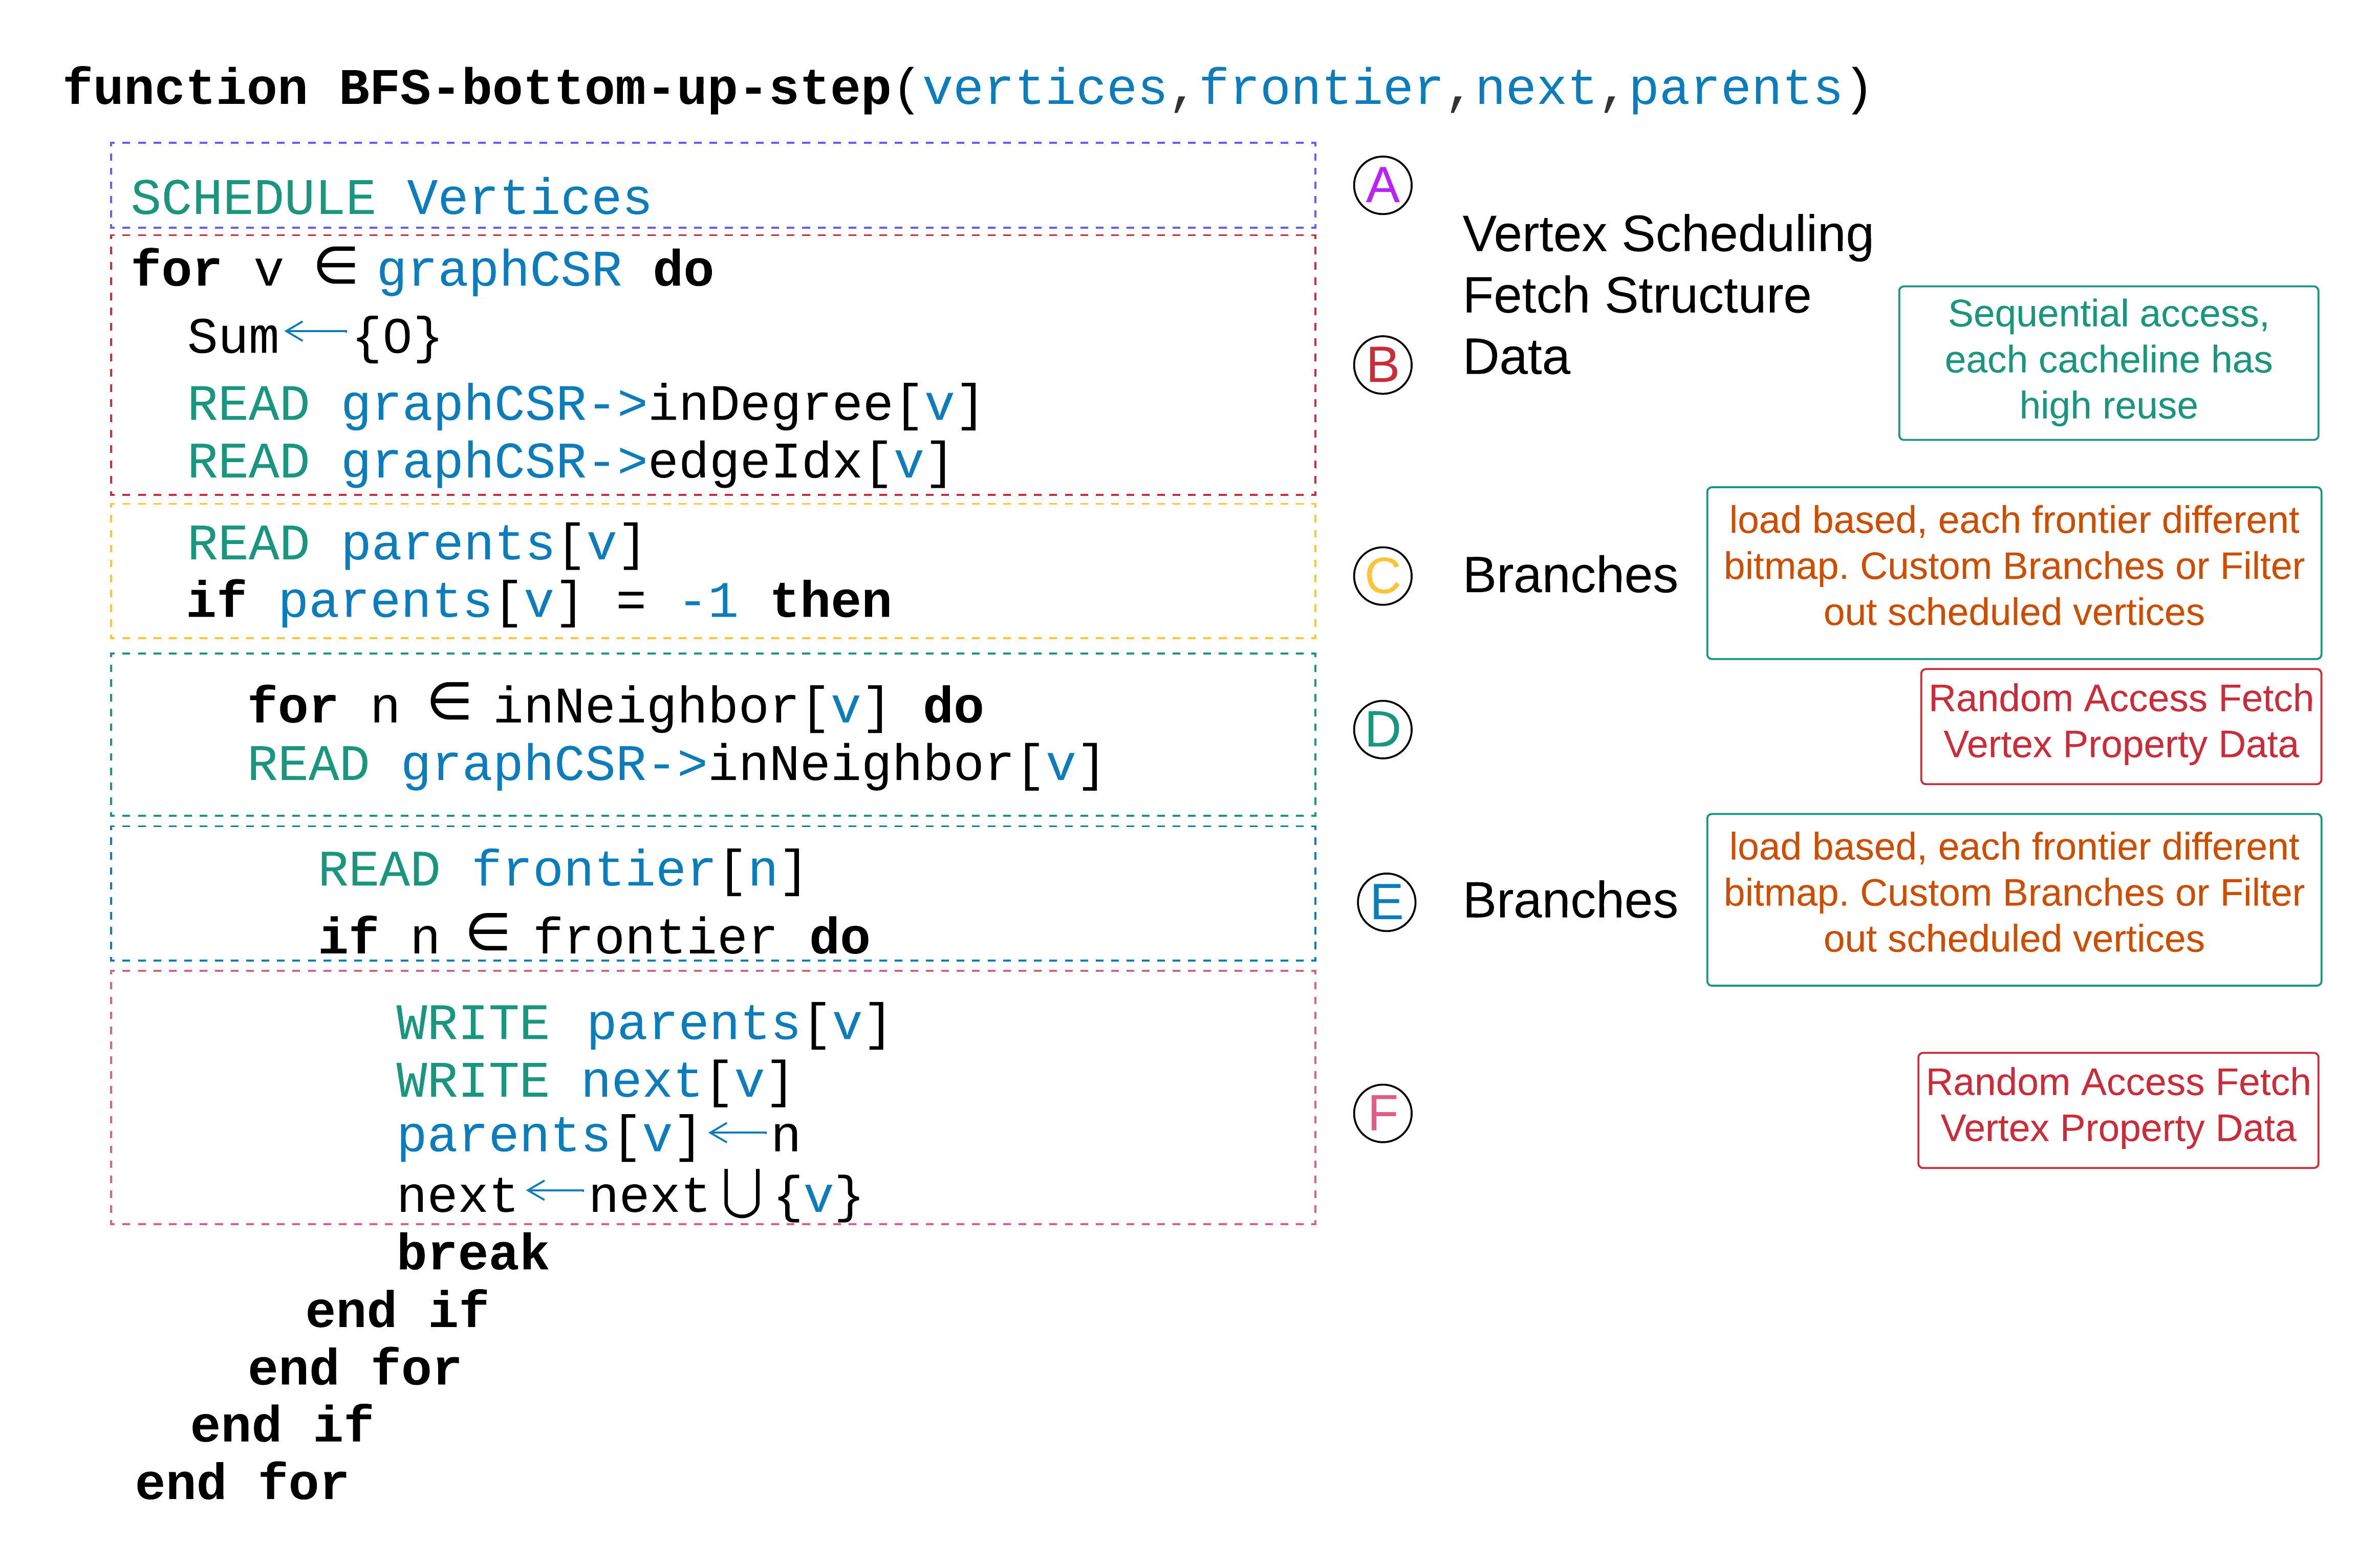 function BFS-bottom-up-step(vertices,frontier,next,parents)
SCHEDULE Vertices
A
Vertex Scheduling
for v ∈ graphCSR do
Fetch Structure
Data
Sum←{O}
B
Sequential access,
each cacheline has
high reuse
READ graphCSR->inDegree[v]
READ graphCSR->edgeIdx[v]
READ parents[v]
if parents[v] = -1 then
C
Branches
load based, each frontier different
bitmap. Custom Branches or Filter
out scheduled vertices
for n ∈ inNeighbor[v] do
READ graphCSR->inNeighbor[v]
D
Random Access Fetch
Vertex Property Data
READ frontier[n]
if n ∈ frontier do
E
Branches
load based, each frontier different
bitmap. Custom Branches or Filter
out scheduled vertices
WRITE parents[v]
WRITE next[v]
parents[v]←n
next←next⋃{v}
F
Random Access Fetch
Vertex Property Data
break
end if
end for
end if
end for